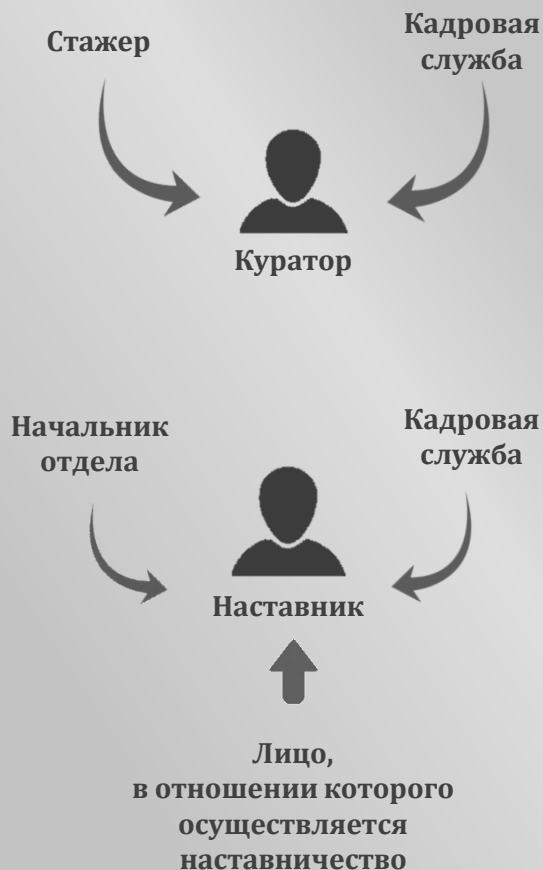 Стажер
Кадровая
служба
Куратор
Начальник
отдела
Кадровая
служба
Наставник
Лицо,
в отношении которого
осуществляется
наставничество